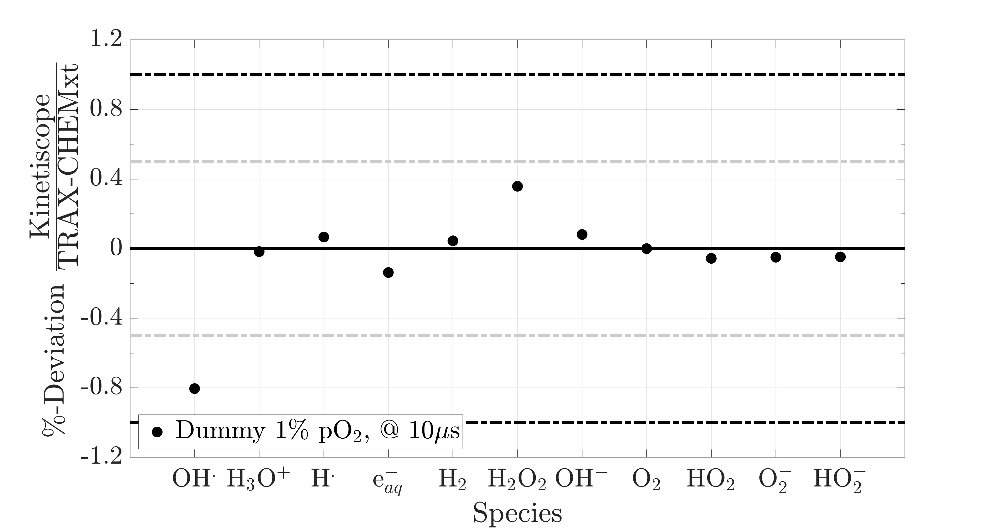 %-Deviation Kinetiscope / TRAX-CHEMxt
1.2
0.8
0.4
0
-0.4
-0.8
-1.2
Dummy 1% pO₂, @ 10μs
OH· H₃O⁺ H· e⁻aq H₂ H₂O₂ OH⁻ O₂ HO₂ O₂⁻ HO₂⁻
Species